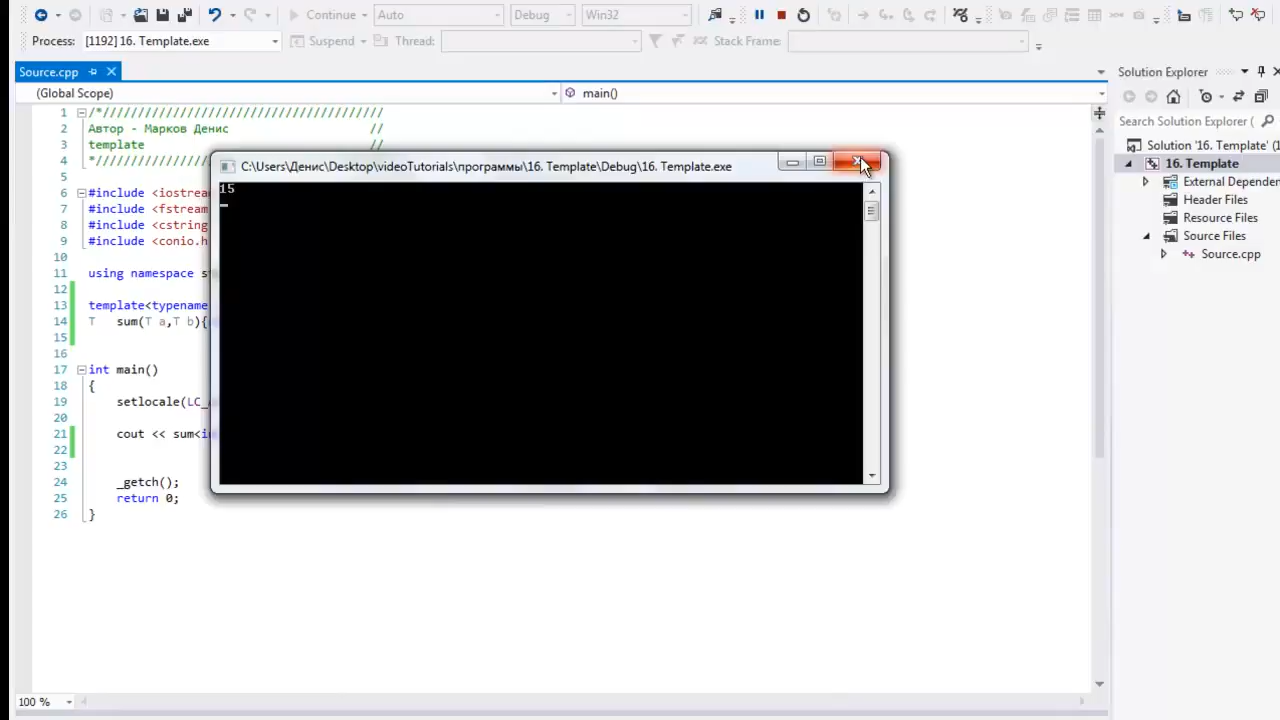 Continue Auto Debug Win32
Process: [1192] 16. Template.exe Suspend Thread: Stack Frame:
Source.cpp
Solution Explorer
(Global Scope) main()
Search Solution Explorer (
Solution '16. Template' (1
16. Template
External Dependen
Header Files
Resource Files
Source Files
Source.cpp
1 /*////////////////////////////////////////
2 Автор - Марков Денис //
3 template //
4 *///////////////////
5
6 #include <iostream
7 #include <fstream
8 #include <cstring
9 #include <conio.h
10
11 using namespace s
12
13 template<typename
14 T sum(T a,T b){
15
16
17 int main()
18 {
19 setlocale(LC_
20
21 cout << sum<i
22
23
24 _getch();
25 return 0;
26 }
C:\Users\Денис\Desktop\videoTutorials\программы\16. Template\Debug\16. Template.exe
15
100 %